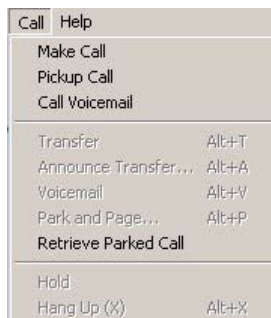 Call Help
Make Call
Pickup Call
Call Voicemail
Transfer Alt+T
Announce Transfer... Alt+A
Voicemail Alt+V
Park and Page... Alt+P
Retrieve Parked Call
Hold
Hang Up (X) Alt+X